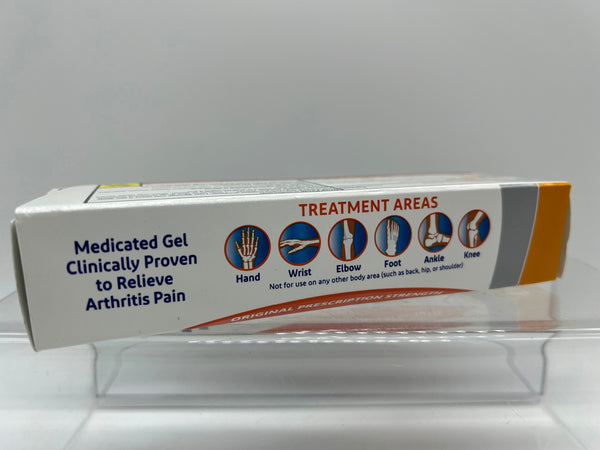 Medicated Gel
Clinically Proven
to Relieve
Arthritis Pain
TREATMENT AREAS
Hand
Wrist
Elbow
Foot
Ankle
Knee
Not for use on any other body area (such as back, hip, or shoulder)
ORIGINAL PRESCRIPTION STRENGTH